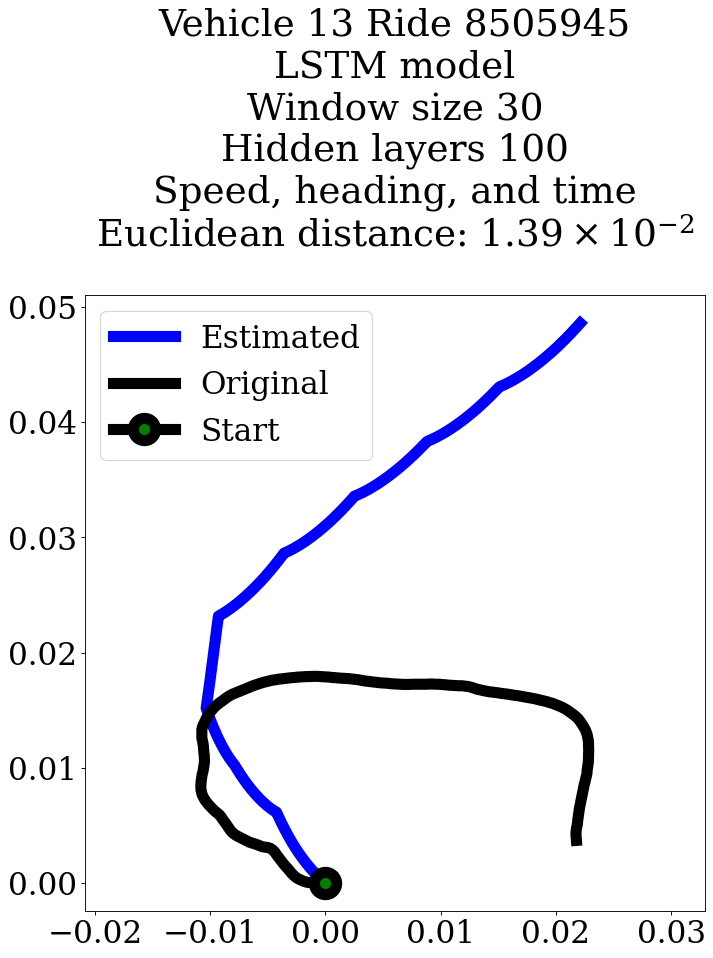 Vehicle 13 Ride 8505945
LSTM model
Window size 30
Hidden layers 100
Speed, heading, and time
Euclidean distance: 1.39 × 10⁻²
0.05
Estimated
Original
Start
0.04
0.03
0.02
0.01
0.00
−0.02 −0.01 0.00 0.01 0.02 0.03